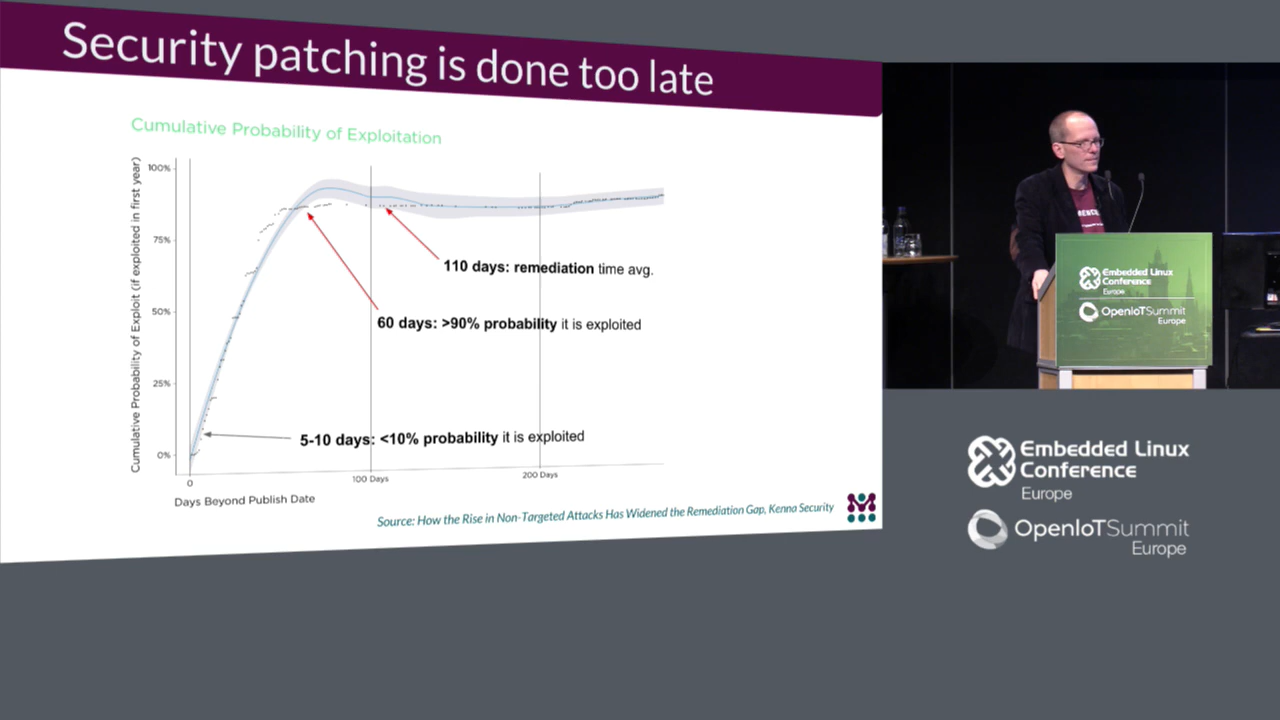 Security patching is done too late
Cumulative Probability of Exploitation
Cumulative Probability of Exploit (if exploited in first year)
100%
75%
50%
25%
0%
110 days: remediation time avg.
60 days: >90% probability it is exploited
5-10 days: <10% probability it is exploited
0
100 Days
200 Days
Days Beyond Publish Date
Source: How the Rise in Non-Targeted Attacks Has Widened the Remediation Gap, Kenna Security
Embedded Linux
Conference
Europe
OpenIoTSummit
Europe
Embedded Linux
Conference
Europe
OpenIoTSummit
Europe